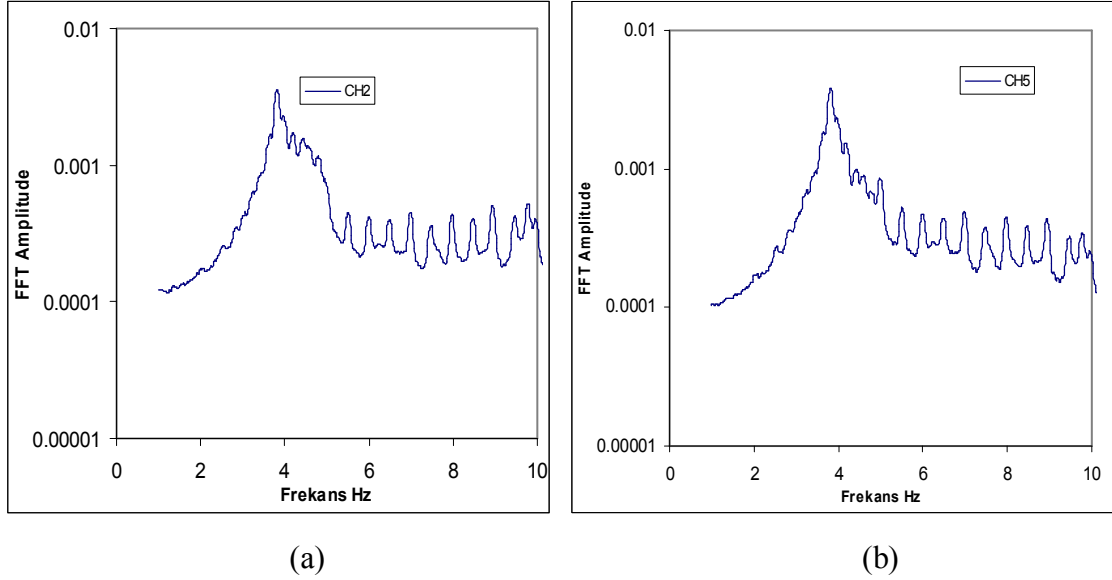 0.01
0.001
0.0001
0.00001
FFT Amplitude
CH2
0 2 4 6 8 10
Frekans Hz
(a)
0.01
0.001
0.0001
0.00001
FFT Amplitude
CH5
0 2 4 6 8 10
Frekans Hz
(b)